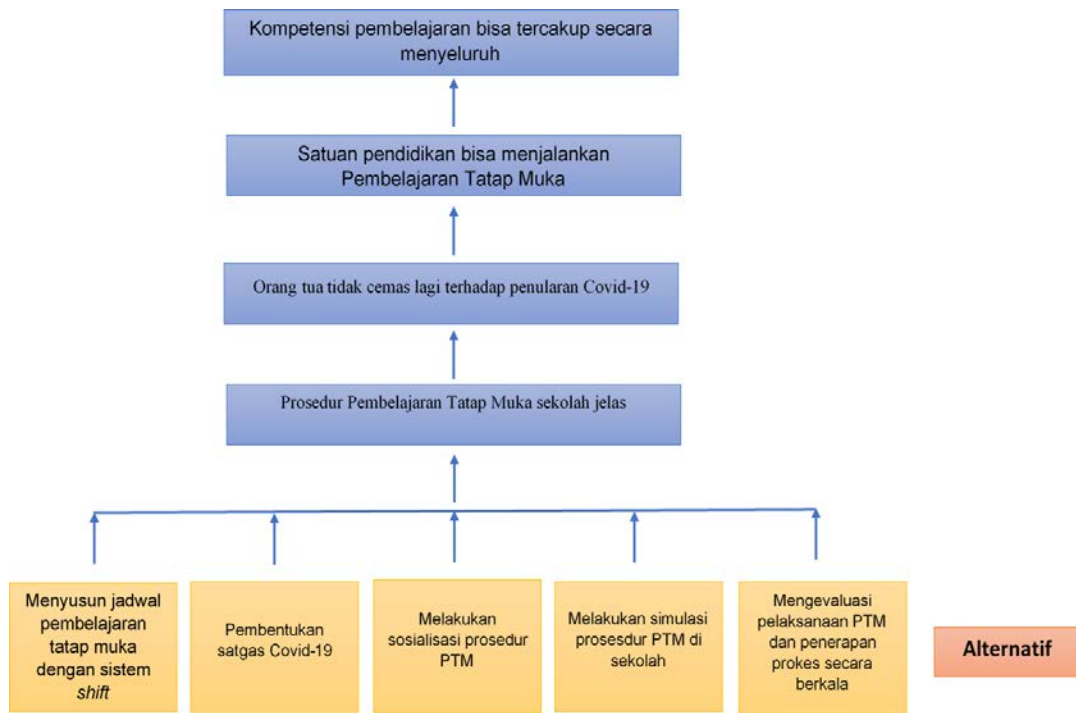 Kompetensi pembelajaran bisa tercakup secara
menyeluruh
Satuan pendidikan bisa menjalankan
Pembelajaran Tatap Muka
Orang tua tidak cemas lagi terhadap penularan Covid-19
Prosedur Pembelajaran Tatap Muka sekolah jelas
Menyusun jadwal
pembelajaran
tatap muka
dengan sistem
shift
Pembentukan
satgas Covid-19
Melakukan
sosialisasi prosedur
PTM
Melakukan simulasi
prosesdur PTM di
sekolah
Mengevaluasi
pelaksanaan PTM
dan penerapan
prokes secara
berkala
Alternatif